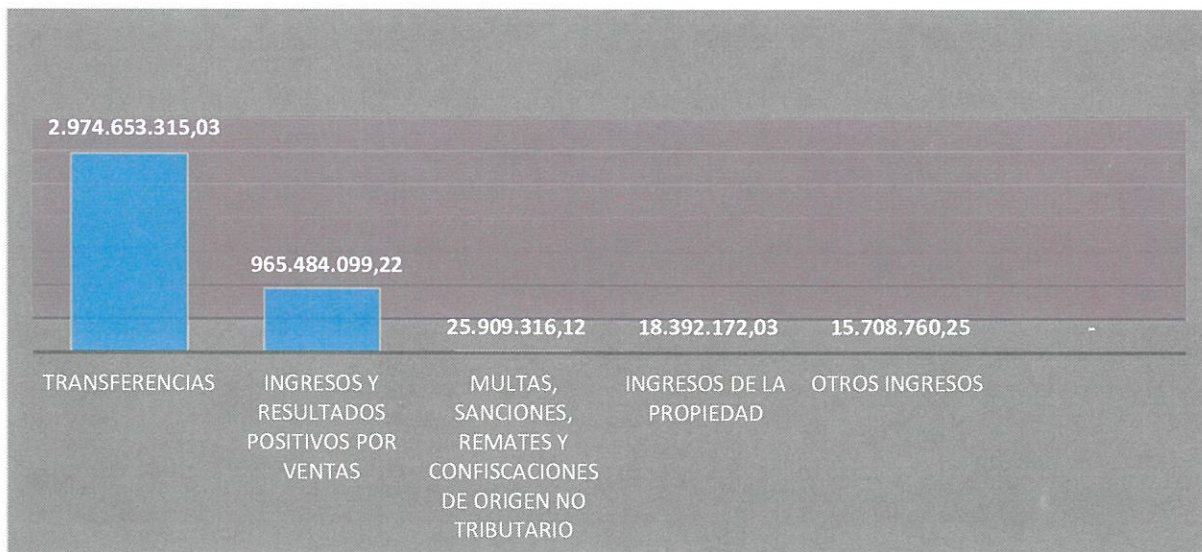 2.974.653.315,03
965.484.099,22
25.909.316,12
18.392.172,03
15.708.760,25
-
TRANSFERENCIAS
INGRESOS Y
RESULTADOS
POSITIVOS POR
VENTAS
MULTAS,
SANCIONES,
REMATES Y
CONFISCACIONES
DE ORIGEN NO
TRIBUTARIO
INGRESOS DE LA
PROPIEDAD
OTROS INGRESOS